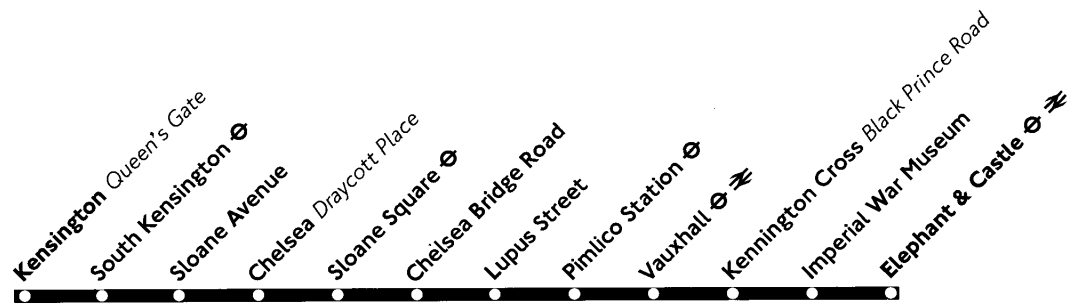 Kensington Queen's Gate
South Kensington
Sloane Avenue
Chelsea Draycott Place
Sloane Square
Chelsea Bridge Road
Lupus Street
Pimlico Station
Vauxhall
Kennington Cross Black Prince Road
Imperial War Museum
Elephant & Castle